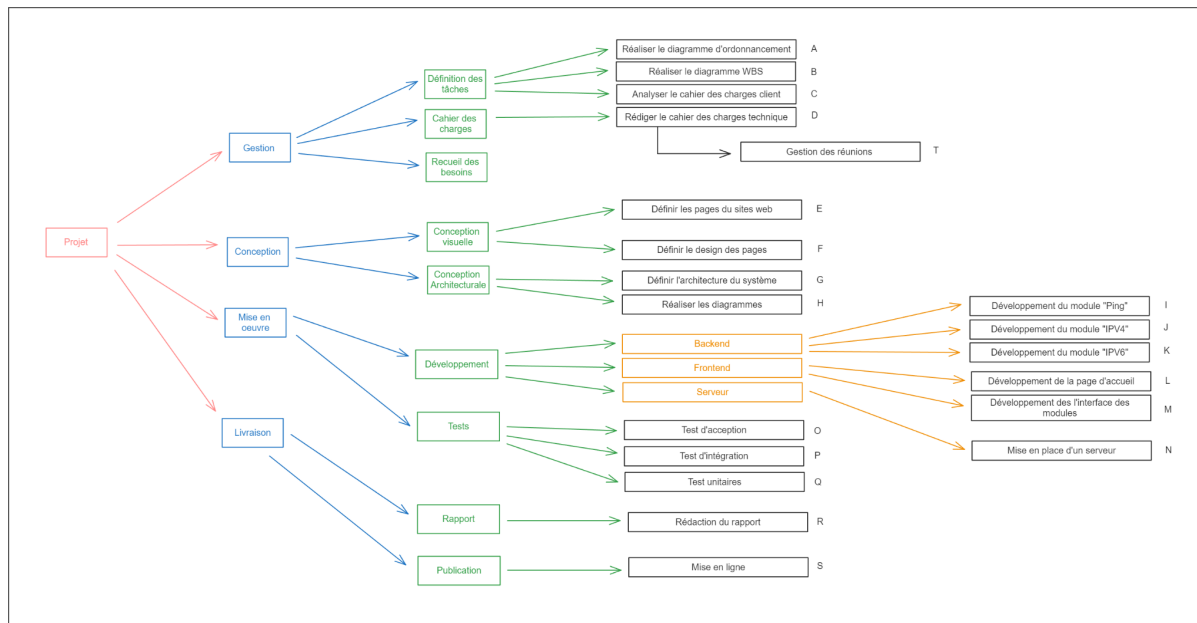 Réaliser le diagramme d'ordonnancement A
Définition des
tâches
Réaliser le diagramme WBS B
Analyser le cahier des charges client C
Cahier des
charges
Rédiger le cahier des charges technique D
Gestion
Gestion des réunions T
Recueil des
besoins
Définir les pages du sites web E
Projet
Conception
Conception
visuelle
Définir le design des pages F
Conception
Architecturale
Définir l'architecture du système G
Réaliser les diagrammes H
Mise en
oeuvre
Développement du module "Ping" I
Développement du module "IPV4" J
Backend
Développement du module "IPV6" K
Développement
Frontend
Développement de la page d'accueil L
Serveur
Développement des l'interface des
modules M
Livraison
Tests
Test d'acception O
Mise en place d'un serveur N
Test d'intégration P
Test unitaires Q
Rapport
Rédaction du rapport R
Publication
Mise en ligne S